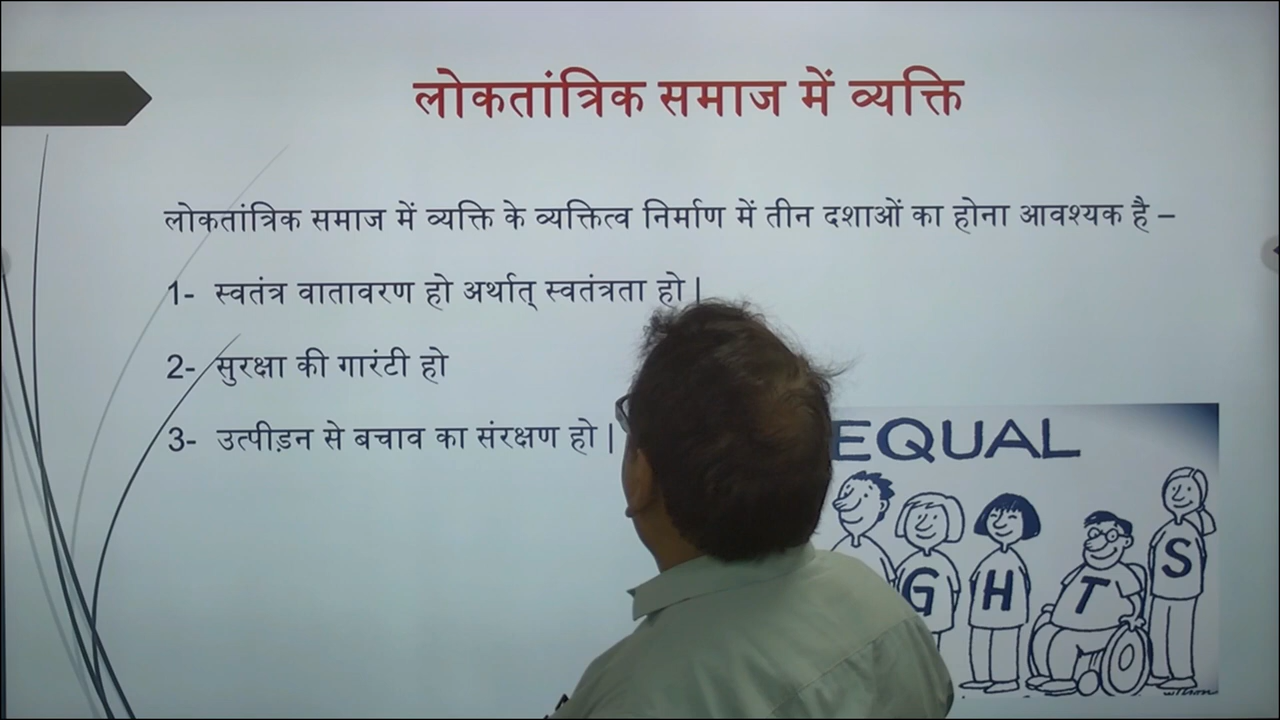 लोकतांत्रिक समाज में व्यक्ति
लोकतांत्रिक समाज में व्यक्ति के व्यक्तित्व निर्माण में तीन दशाओं का होना आवश्यक है –
1- स्वतंत्र वातावरण हो अर्थात् स्वतंत्रता हो |
2- सुरक्षा की गारंटी हो
3- उत्पीड़न से बचाव का संरक्षण हो |
EQUAL
G H T S